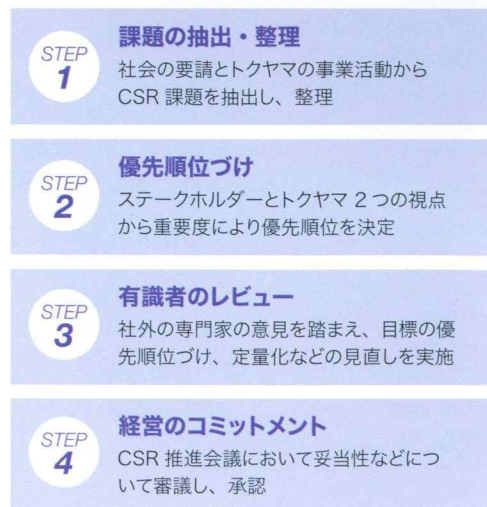 STEP
1
課題の抽出・整理
社会の要請とトクヤマの事業活動から
CSR 課題を抽出し、整理
STEP
2
優先順位づけ
ステークホルダーとトクヤマ 2 つの視点
から重要度により優先順位を決定
STEP
3
有識者のレビュー
社外の専門家の意見を踏まえ、目標の優
先順位づけ、定量化などの見直しを実施
STEP
4
経営のコミットメント
CSR 推進会議において妥当性などにつ
いて審議し、承認